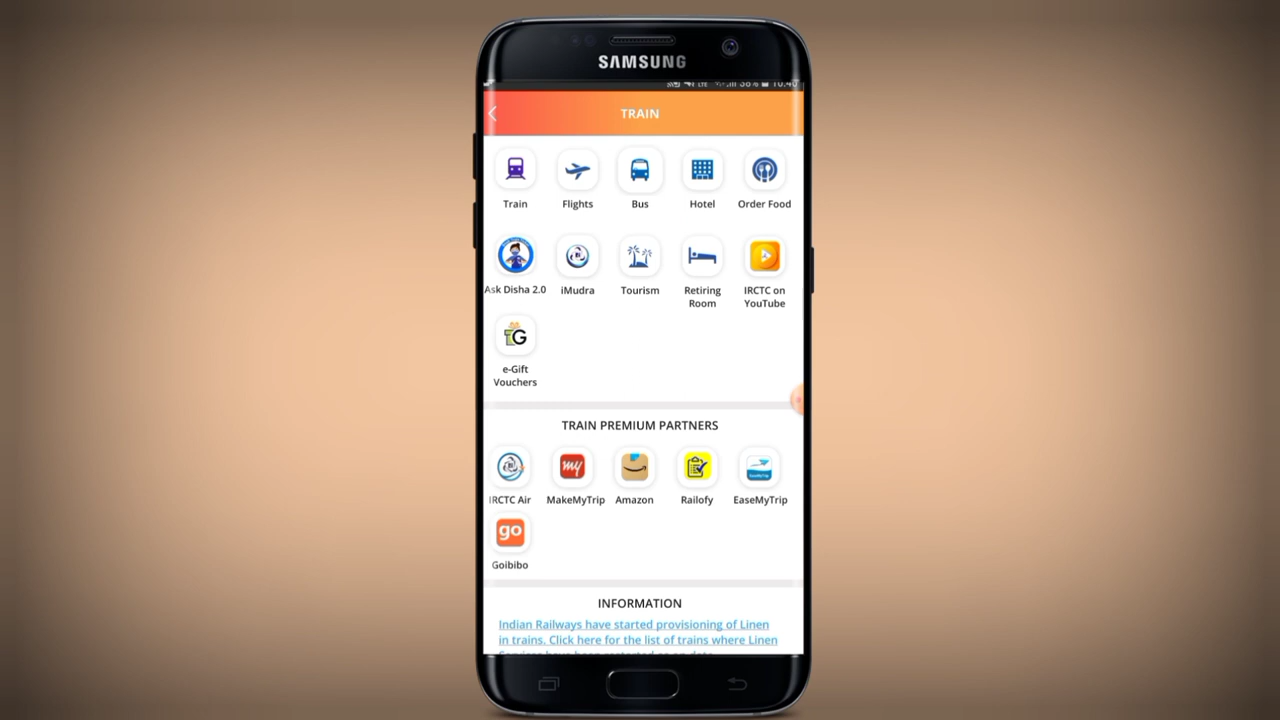 SAMSUNG
TRAIN
Train Flights Bus Hotel Order Food
Ask Disha 2.0 iMudra Tourism Retiring Room IRCTC on YouTube
e-Gift Vouchers
TRAIN PREMIUM PARTNERS
my
IRCTC Air MakeMyTrip Amazon Railofy EaseMyTrip
go
Goibibo
INFORMATION
Indian Railways have started provisioning of Linen
in trains. Click here for the list of trains where Linen